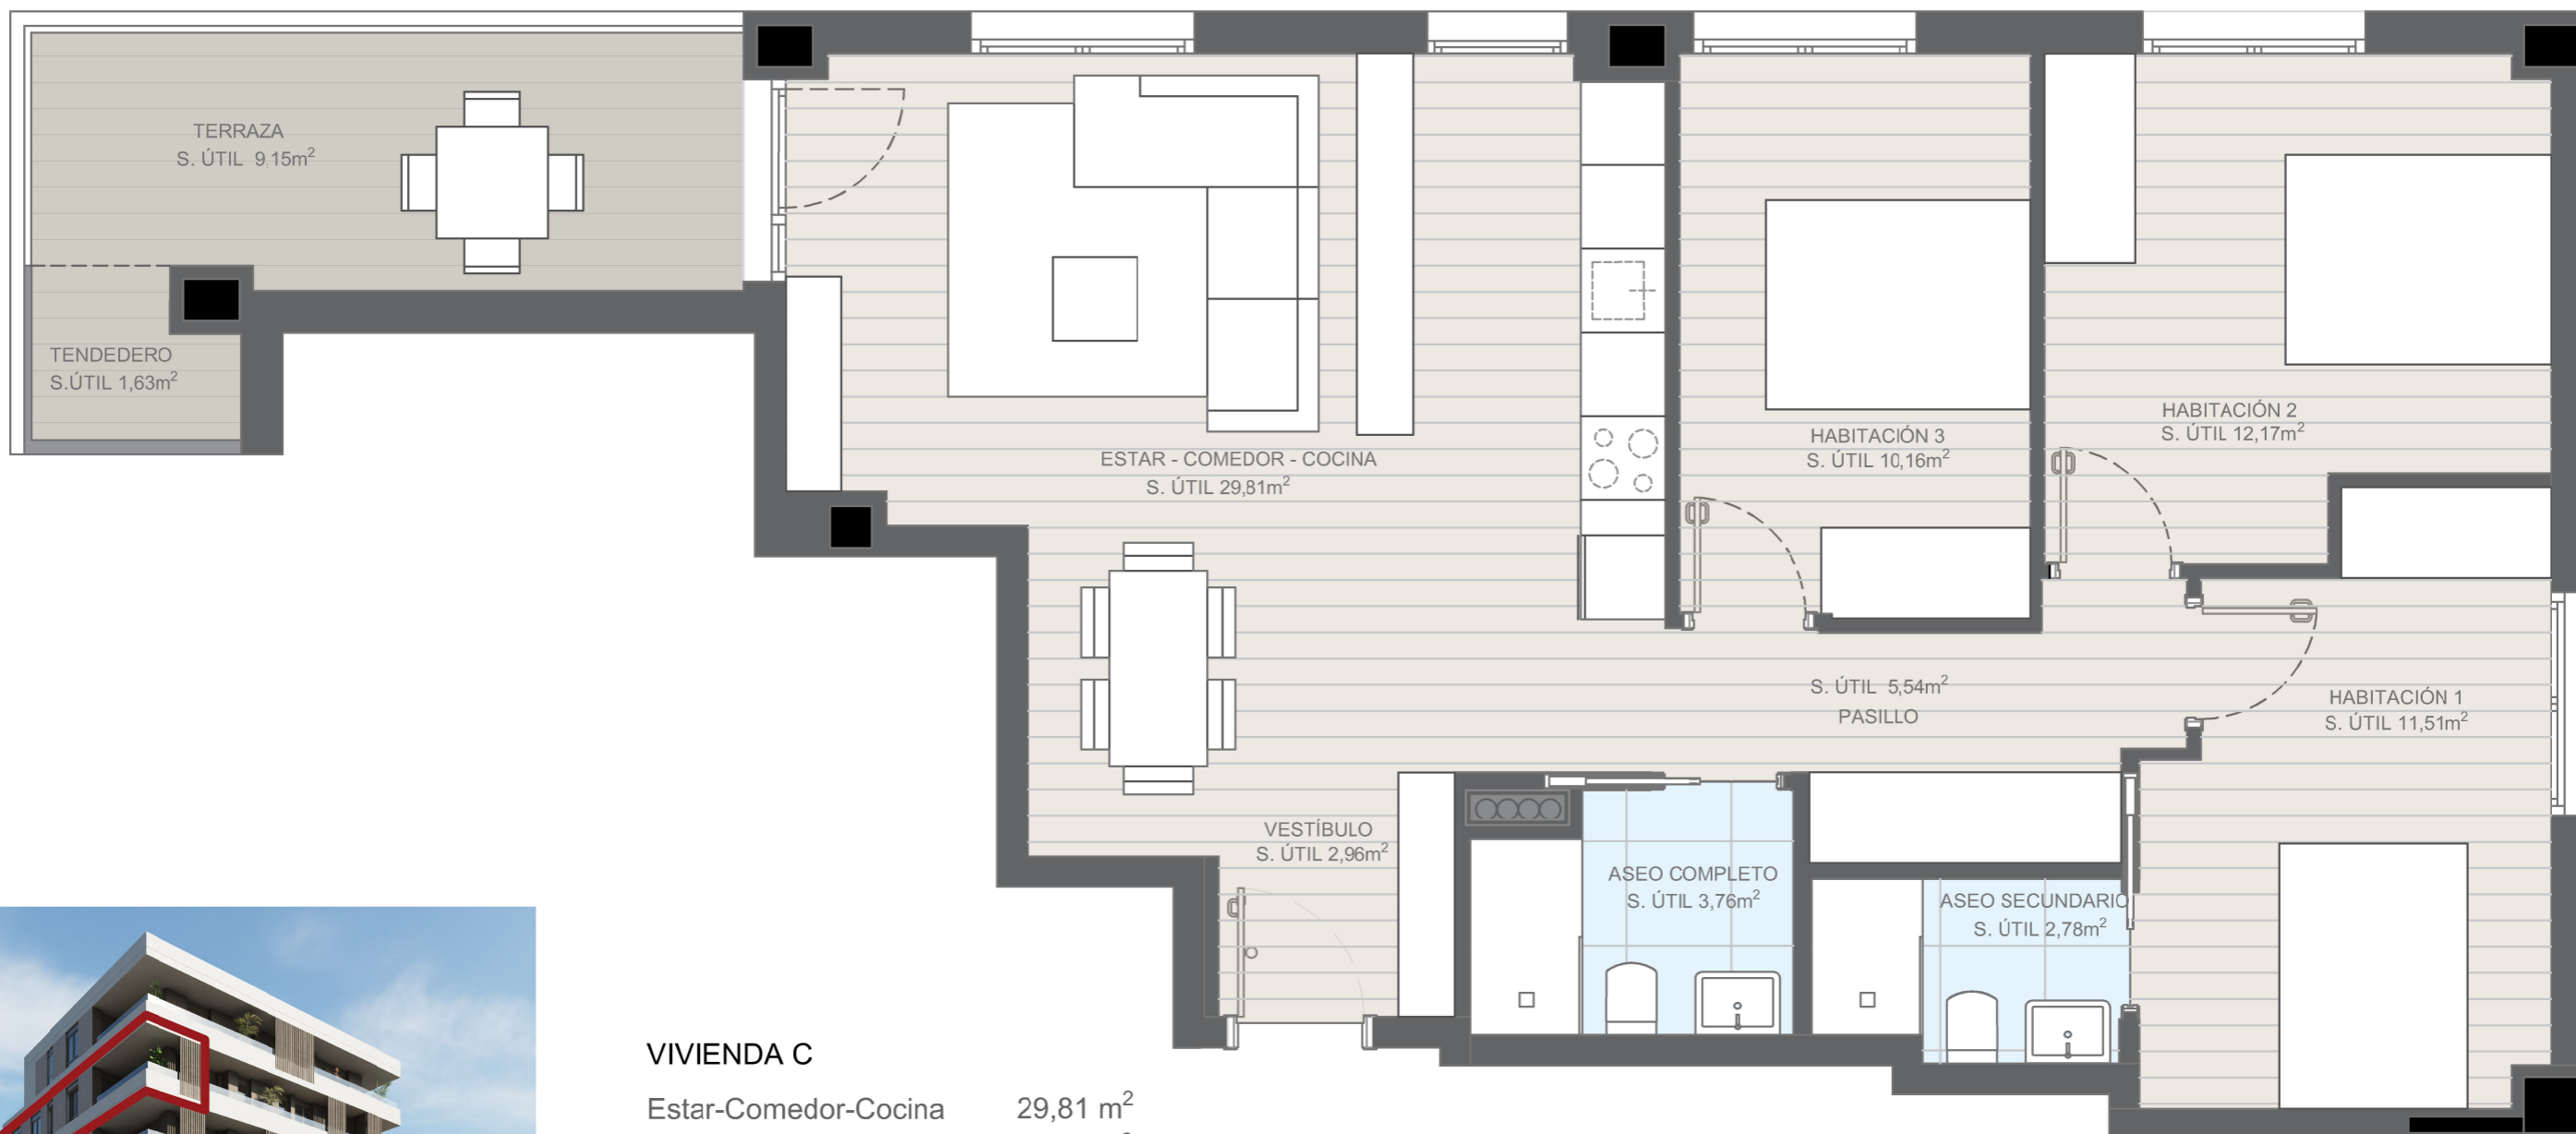 TERRAZA
S. ÚTIL 9,15m²
TENDEDERO
S.ÚTIL 1,63m²
ESTAR - COMEDOR - COCINA
S. ÚTIL 29,81m²
HABITACIÓN 3
S. ÚTIL 10,16m²
HABITACIÓN 2
S. ÚTIL 12,17m²
S. ÚTIL 5,54m²
PASILLO
HABITACIÓN 1
S. ÚTIL 11,51m²
VESTÍBULO
S. ÚTIL 2,96m²
ASEO COMPLETO
S. ÚTIL 3,76m²
ASEO SECUNDARIO
S. ÚTIL 2,78m²
VIVIENDA C
Estar-Comedor-Cocina 29,81 m²